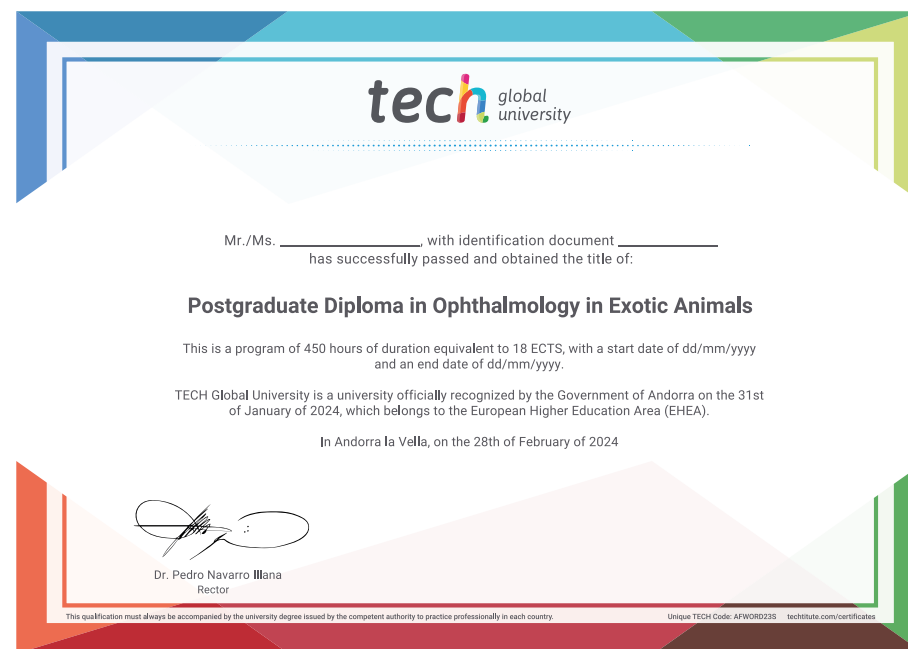 tech global university
Mr./Ms. ____________________, with identification document ______________
has successfully passed and obtained the title of:
Postgraduate Diploma in Ophthalmology in Exotic Animals
This is a program of 450 hours of duration equivalent to 18 ECTS, with a start date of dd/mm/yyyy
and an end date of dd/mm/yyyy.
TECH Global University is a university officially recognized by the Government of Andorra on the 31st
of January of 2024, which belongs to the European Higher Education Area (EHEA).
In Andorra la Vella, on the 28th of February of 2024
Dr. Pedro Navarro Illana
Rector
This qualification must always be accompanied by the university degree issued by the competent authority to practice professionally in each country.
Unique TECH Code: AFWORD23S techtitute.com/certificates